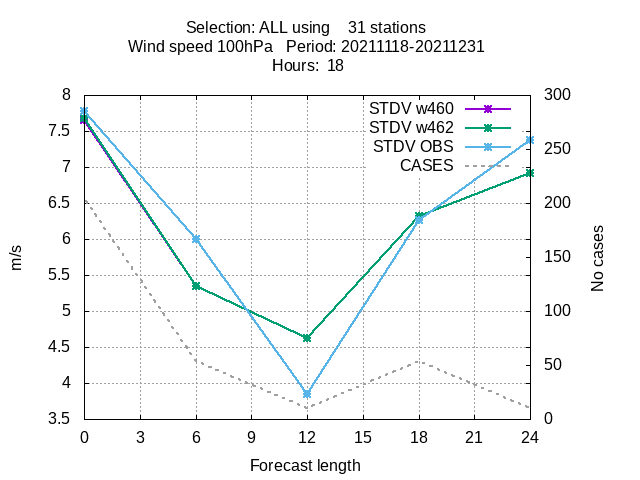 Selection: ALL using    31 stations
Wind speed 100hPa   Period: 20211118-20211231
Hours:  18
STDV w460
STDV w462
STDV OBS
CASES
8
7.5
7
6.5
6
5.5
5
4.5
4
3.5
m/s
300
250
200
150
100
50
0
No cases
0 3 6 9 12 15 18 21 24
Forecast length